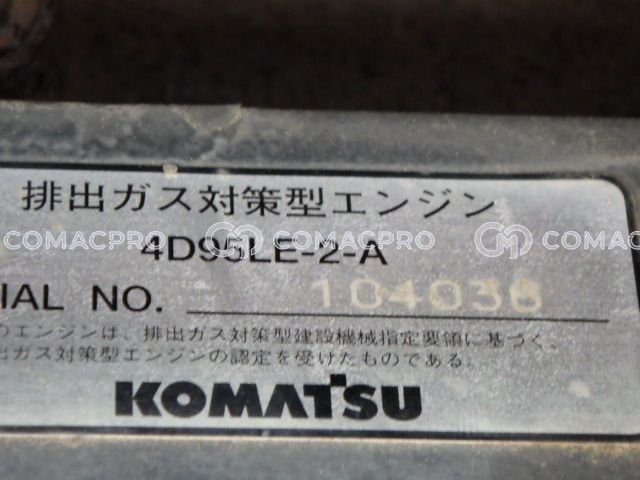 排出ガス対策型エンジン
COMACPRO COMACPRO
4D95LE-2-A
IAL NO. 104038
のエンジンは、排出ガス対策型建設機械指定要領に基づく、
出ガス対策型エンジンの認定を受けたものである。
KOMATSU